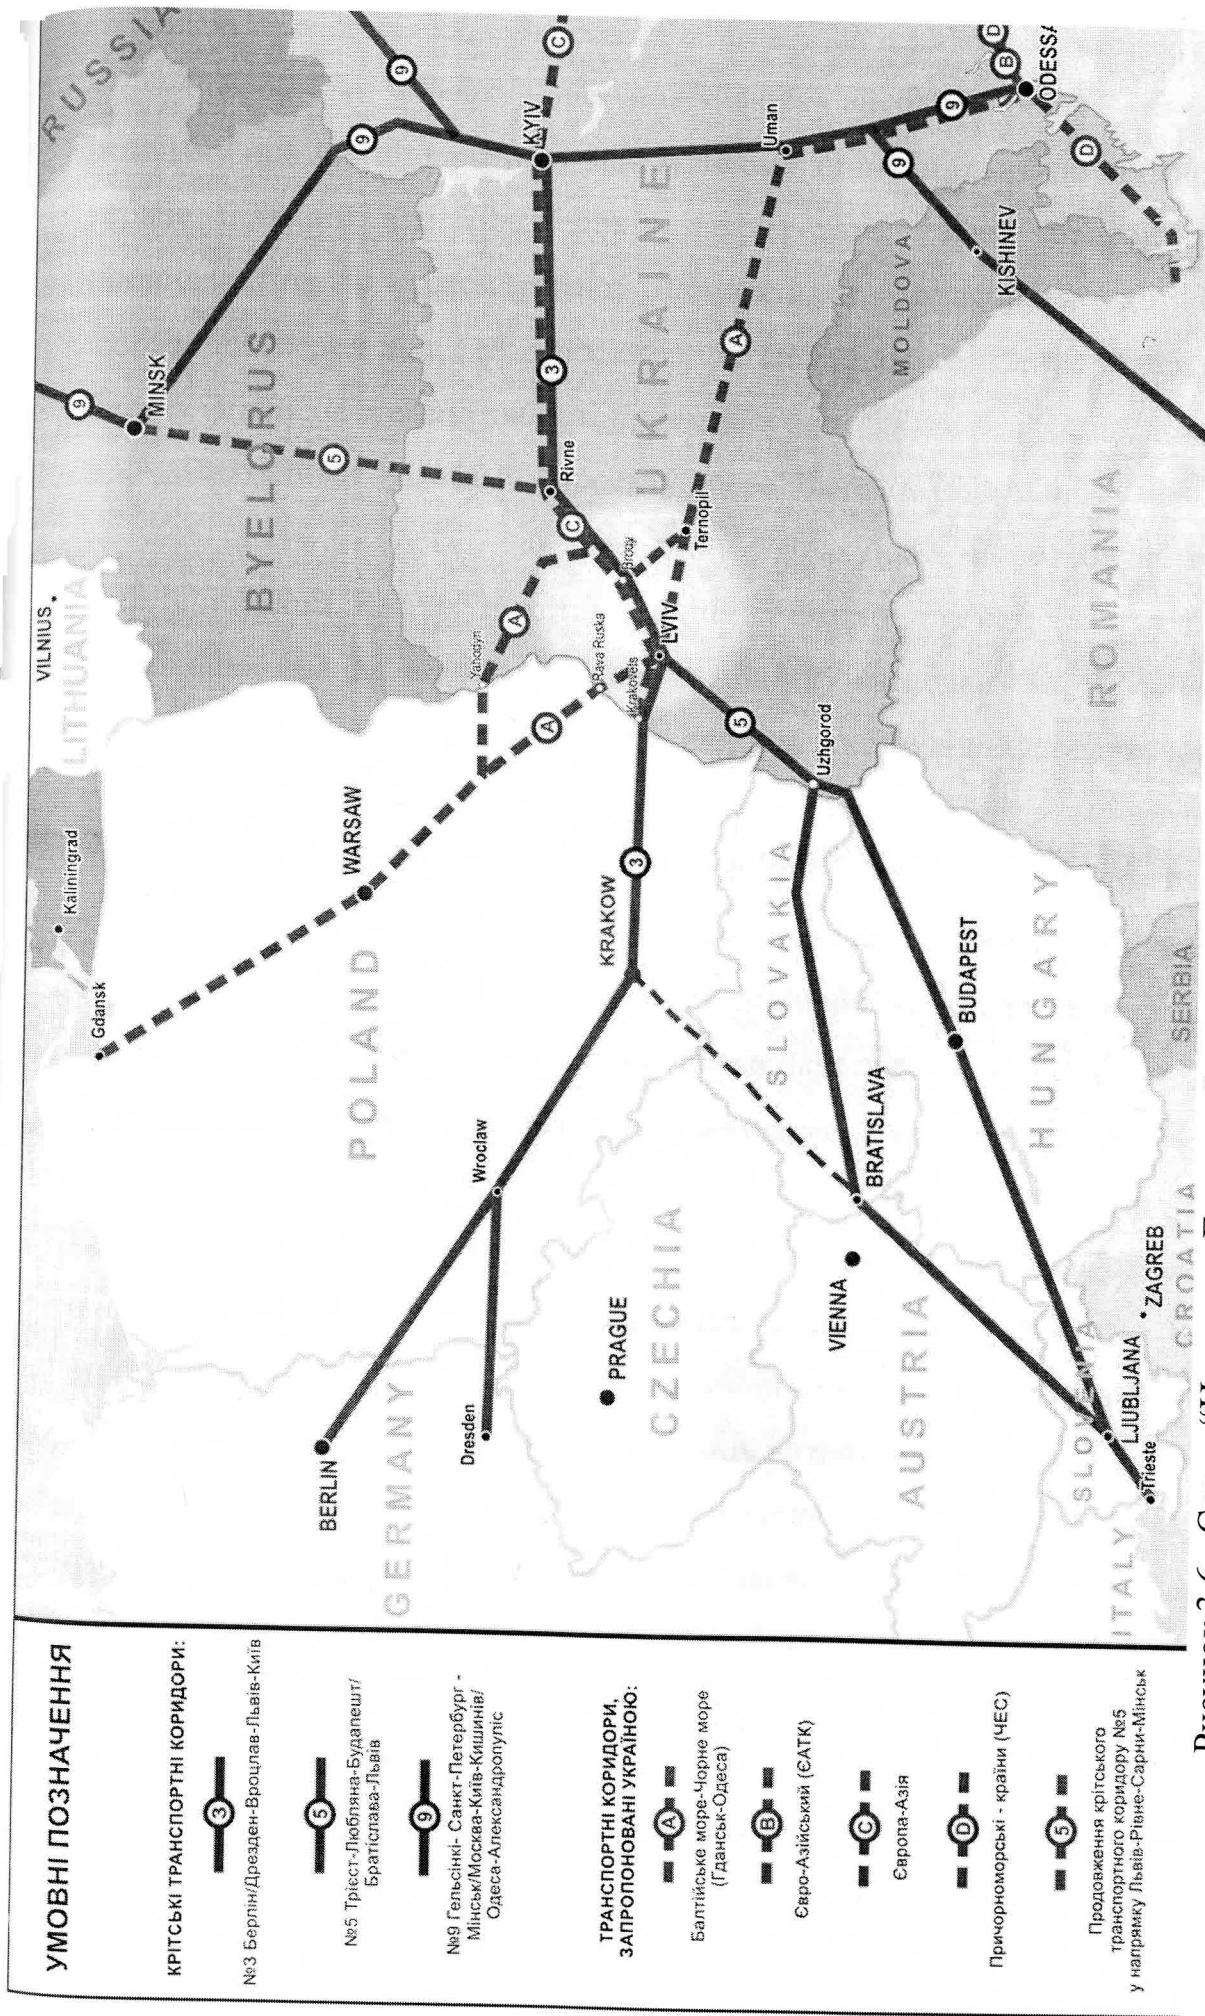 УМОВНІ ПОЗНАЧЕННЯ
КРІТСЬКІ ТРАНСПОРТНІ КОРИДОРИ:
3
№3 Берлін/Дрезден-Вроцлав-Львів-Київ
5
№5 Трієст-Любляна-Будапешт/
Братіслава-Львів
9
№9 Гельсінкі- Санкт-Петербург -
Мінськ/Москва-Київ-Кишинів/
Одеса-Александропуліс
ТРАНСПОРТНІ КОРИДОРИ,
ЗАПРОПОНОВАНІ УКРАЇНОЮ:
A
Балтійське море-Чорне море
(Гданськ-Одеса)
B
Євро-Азійський (ЄАТК)
C
Європа-Азія
D
Причорноморські - країни (ЧЕС)
5
Продовження крітського
транспортного коридору №5
у напрямку Львів-Рівне-Сарни-Мінськ
RUSSIA
VILNIUS
LITHUANIA
Kaliningrad
Gdansk
9
MINSK
BYELORUS
5
9
9
C
KYIV
WARSAW
POLAND
BERLIN
GERMANY
Dresden
Wroclaw
KRAKOW
3
A
A
Yahodyn
Rava Ruska
Krakovets
LVIV
Brody
C
Rivne
3
UKRAINE
Ternopil
A
Uman
9
9
B
D
ODESSA
D
MOLDOVA
KISHINEV
5
Uzhgorod
PRAGUE
CZECHIA
SLOVAKIA
VIENNA
BRATISLAVA
AUSTRIA
BUDAPEST
HUNGARY
ROMANIA
SERBIA
SLOVENIA
LJUBLJANA
ZAGREB
CROATIA
Trieste
ITALY